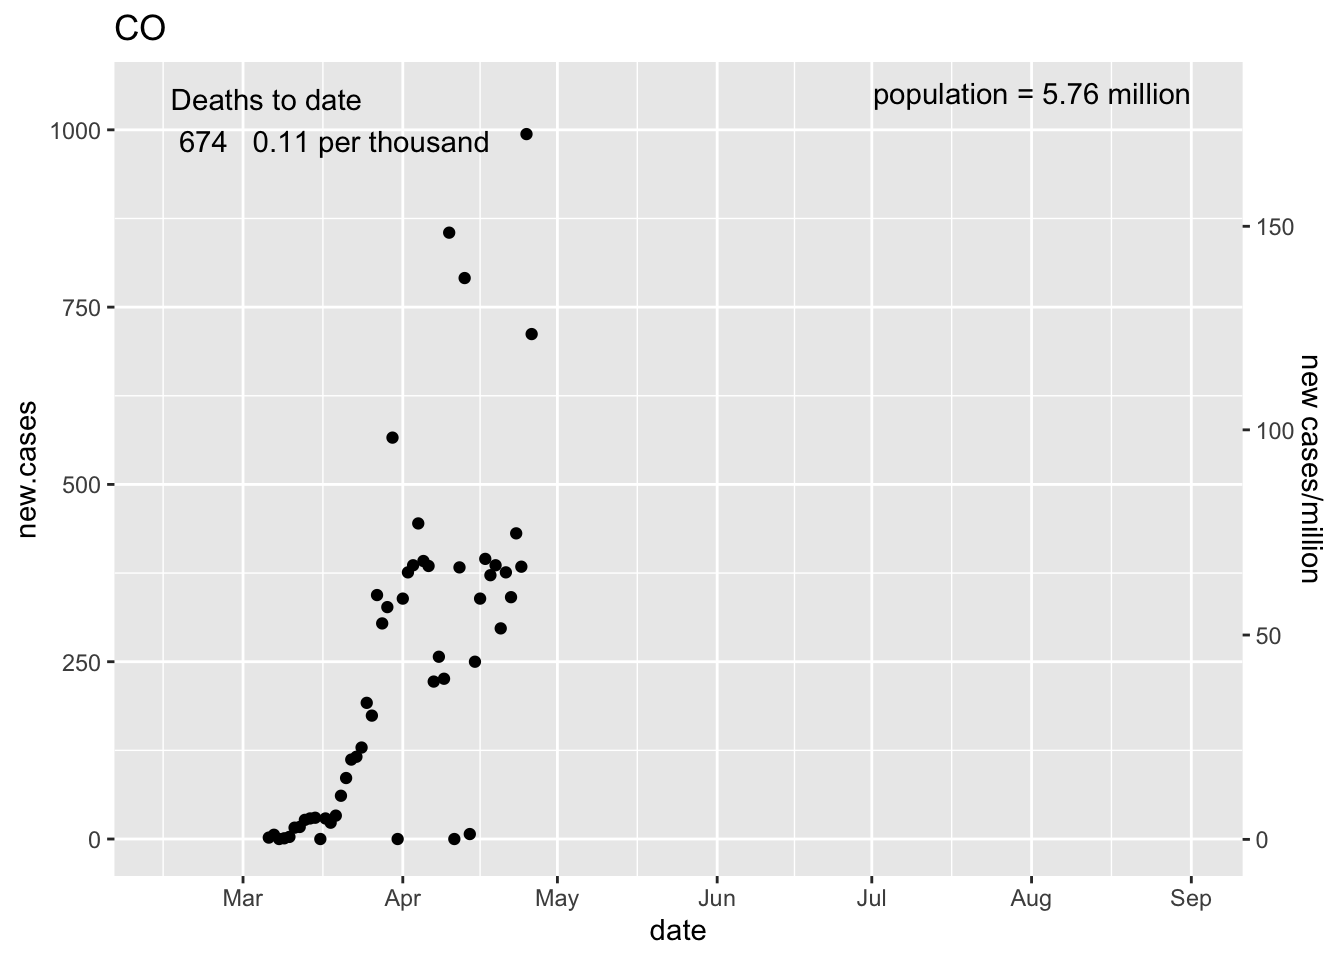 CO
Deaths to date
674 0.11 per thousand
population = 5.76 million
1000
750
500
250
0
new.cases
150
100
50
0
new cases/million
Mar Apr May Jun Jul Aug Sep
date